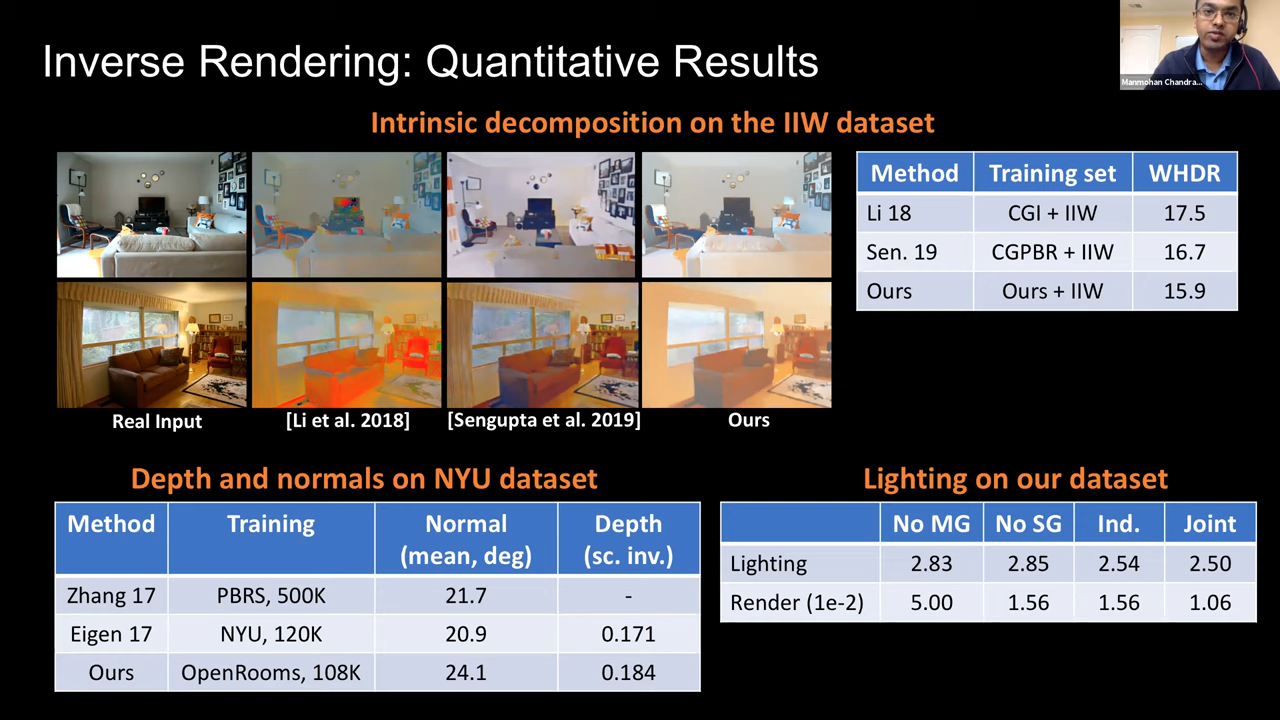 Inverse Rendering: Quantitative Results
Manmohan Chandra...
Intrinsic decomposition on the IIW dataset
Method Training set WHDR
Li 18 CGI + IIW 17.5
Sen. 19 CGPBR + IIW 16.7
Ours Ours + IIW 15.9
Real Input [Li et al. 2018] [Sengupta et al. 2019] Ours
Depth and normals on NYU dataset
Method Training Normal Depth
(mean, deg) (sc. inv.)
Zhang 17 PBRS, 500K 21.7 -
Eigen 17 NYU, 120K 20.9 0.171
Ours OpenRooms, 108K 24.1 0.184
Lighting on our dataset
No MG No SG Ind. Joint
Lighting 2.83 2.85 2.54 2.50
Render (1e-2) 5.00 1.56 1.56 1.06